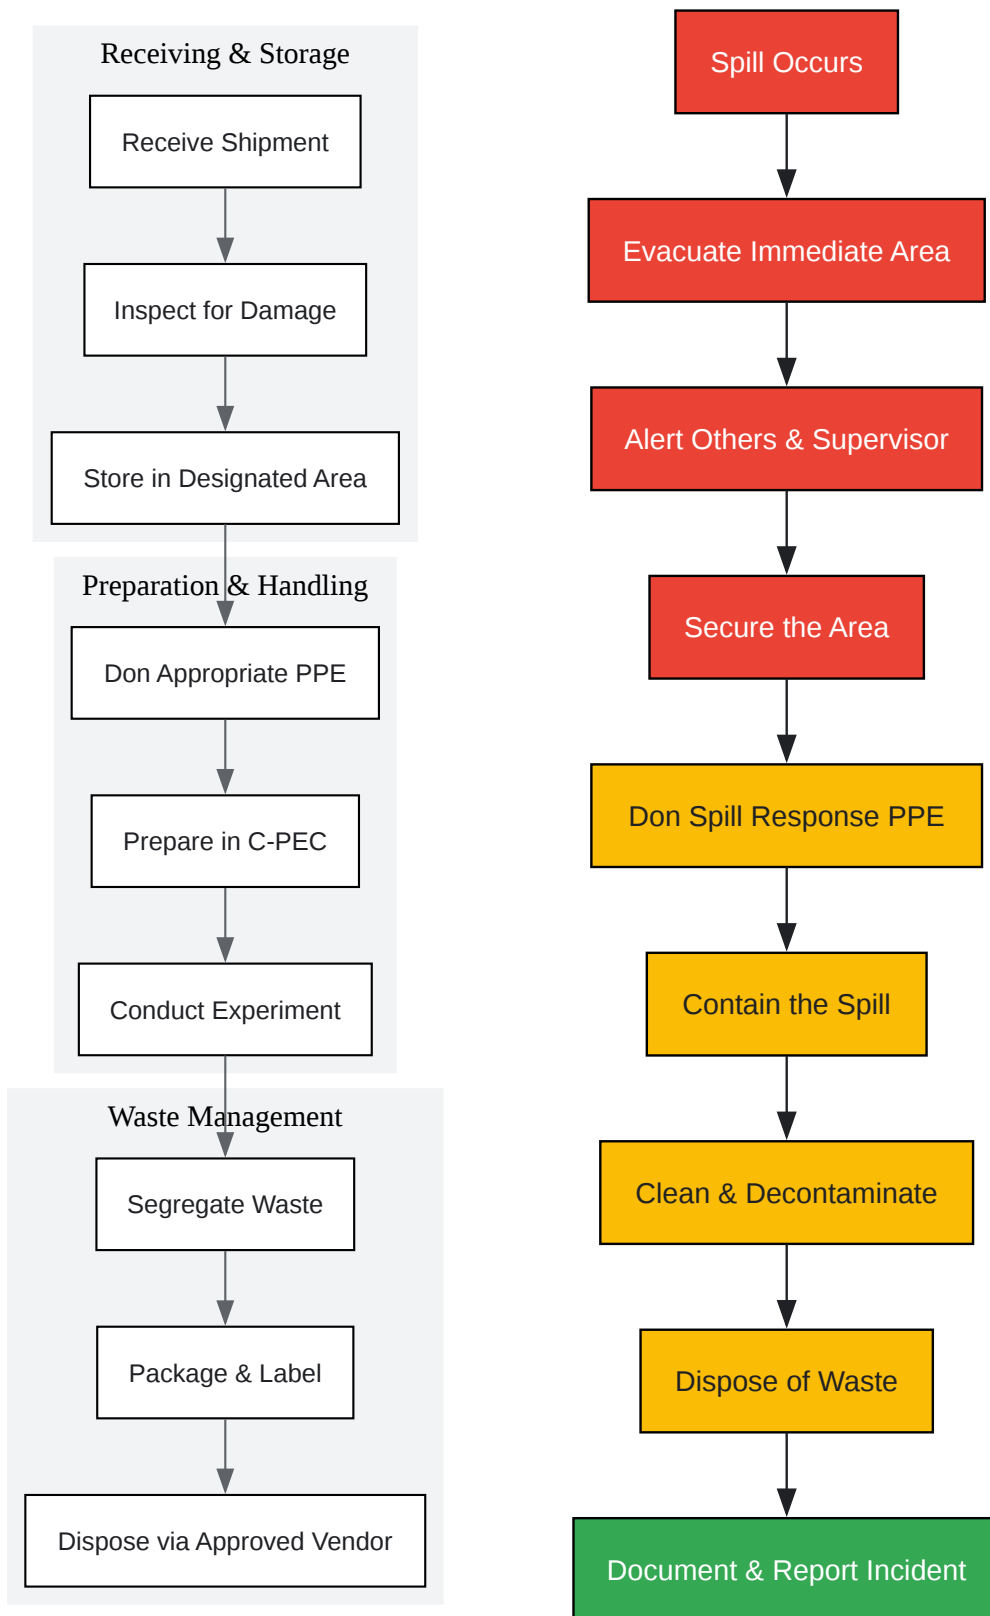 Receiving & Storage
Receive Shipment
Inspect for Damage
Store in Designated Area
Preparation & Handling
Don Appropriate PPE
Prepare in C-PEC
Conduct Experiment
Waste Management
Segregate Waste
Package & Label
Dispose via Approved Vendor
Spill Occurs
Evacuate Immediate Area
Alert Others & Supervisor
Secure the Area
Don Spill Response PPE
Contain the Spill
Clean & Decontaminate
Dispose of Waste
Document & Report Incident